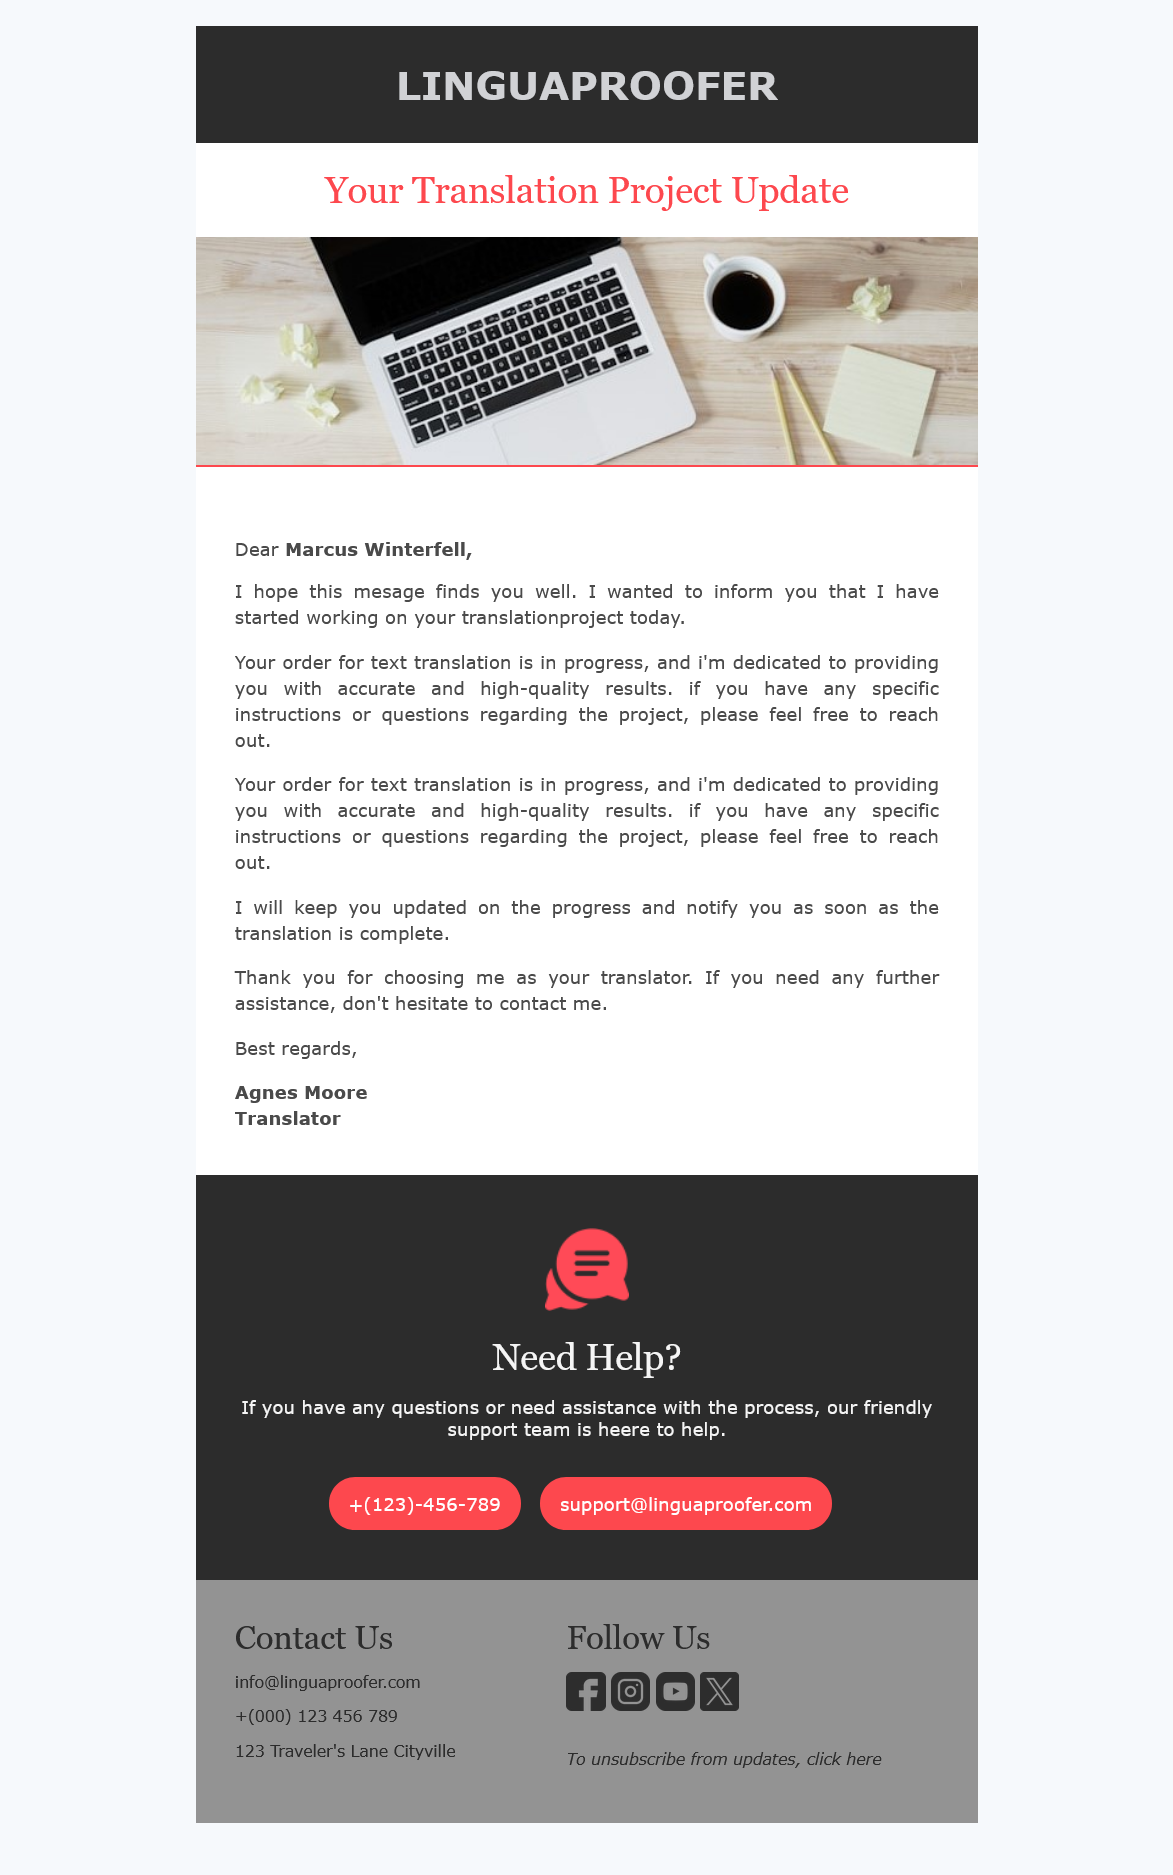 LINGUAPROOFER
Your Translation Project Update
Dear Marcus Winterfell,
I hope this mesage finds you well. I wanted to inform you that I have
started working on your translationproject today.
Your order for text translation is in progress, and i'm dedicated to providing
you with accurate and high-quality results. if you have any specific
instructions or questions regarding the project, please feel free to reach
out.
Your order for text translation is in progress, and i'm dedicated to providing
you with accurate and high-quality results. if you have any specific
instructions or questions regarding the project, please feel free to reach
out.
I will keep you updated on the progress and notify you as soon as the
translation is complete.
Thank you for choosing me as your translator. If you need any further
assistance, don't hesitate to contact me.
Best regards,
Agnes Moore
Translator
Need Help?
If you have any questions or need assistance with the process, our friendly
support team is heere to help.
+(123)-456-789
support@linguaproofer.com
Contact Us
info@linguaproofer.com
+(000) 123 456 789
123 Traveler's Lane Cityville
Follow Us
To unsubscribe from updates, click here